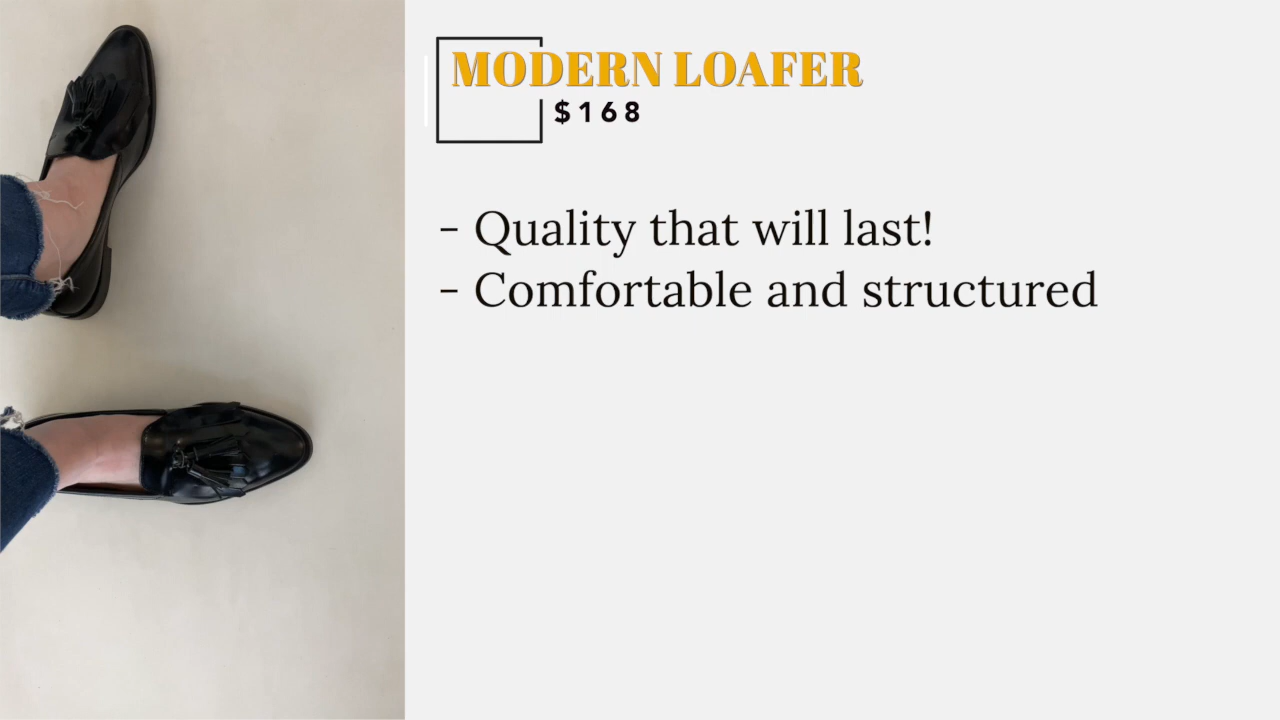 MODERN LOAFER
$168
- Quality that will last!
- Comfortable and structured